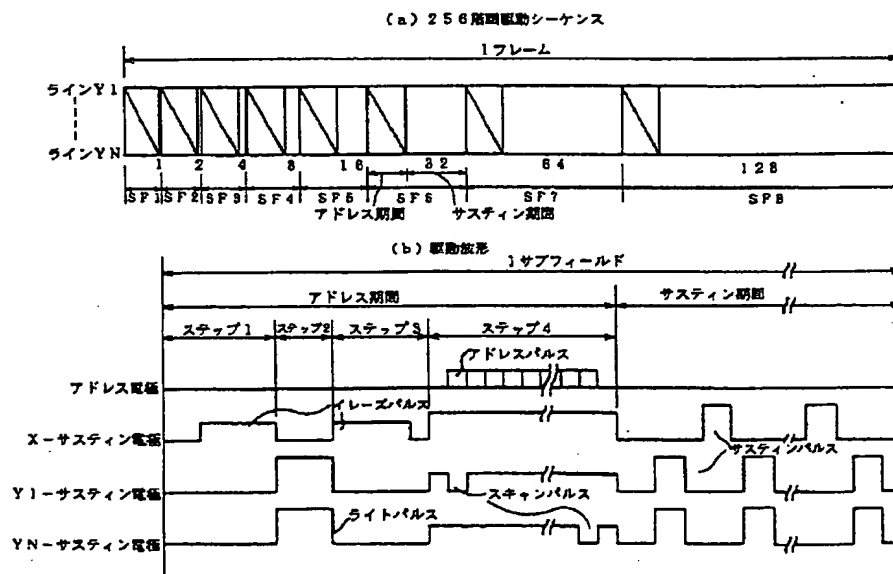 (a) 256階調駆動シーケンス
1フレーム
ラインY1
ラインYN
1 2 4 8 16 32 64 128
SF1 SF2 SF3 SF4 SF5 SF6 SF7 SF8
アドレス期間 サスティン期間
(b) 駆動波形
1サブフィールド
アドレス期間 サスティン期間
ステップ1 ステップ2 ステップ3 ステップ4
アドレスパルス
アドレス電極
イレーズパルス
X-サスティン電極
サスティンパルス
Y1-サスティン電極
スキャンパルス
ライトパルス
YN-サスティン電極